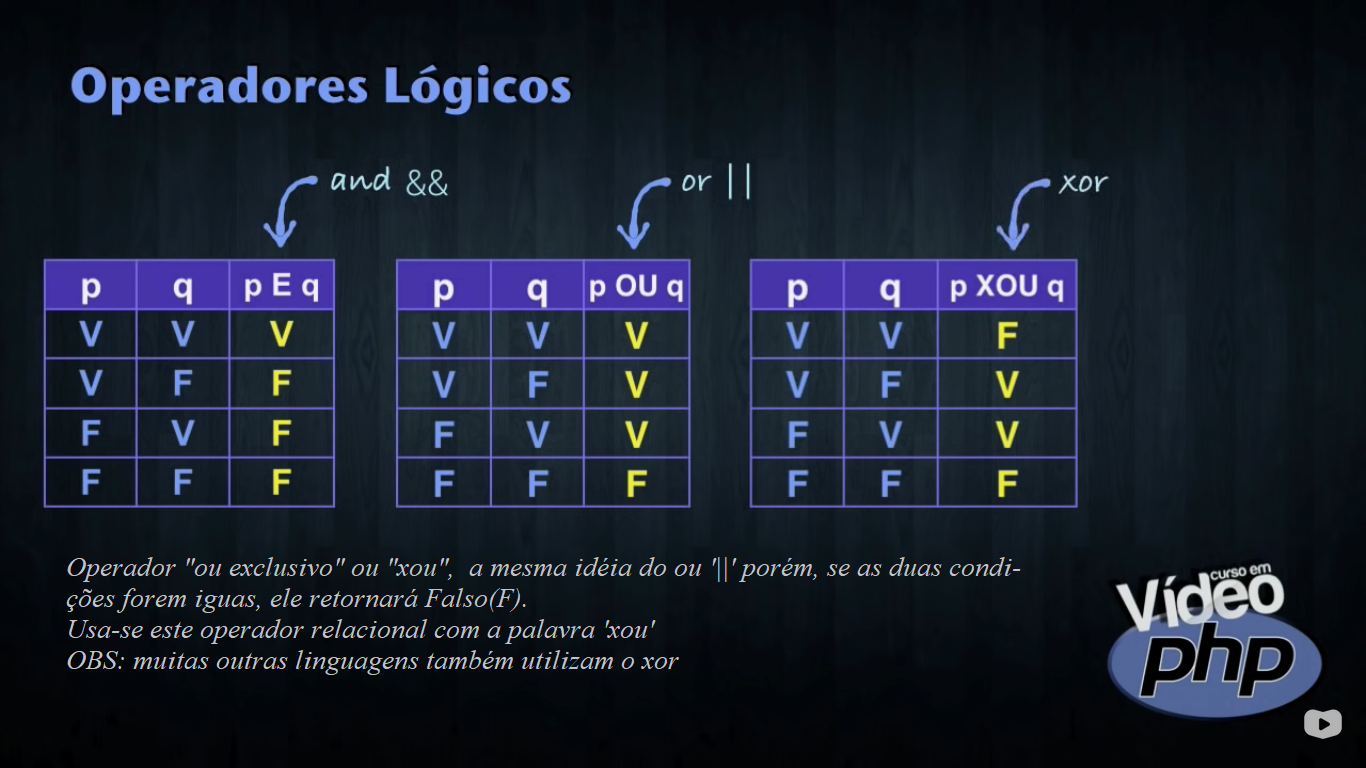 Operadores Lógicos
and &&
or ||
xor
p q p E q
V V V
V F F
F V F
F F F
p q p OU q
V V V
V F V
F V V
F F F
p q p XOU q
V V F
V F V
F V V
F F F
Operador "ou exclusivo" ou "xou", a mesma idéia do ou '||' porém, se as duas condi-
ções forem iguas, ele retornará Falso(F).
Usa-se este operador relacional com a palavra 'xou'
OBS: muitas outras linguagens também utilizam o xor
curso em
Vídeo
php